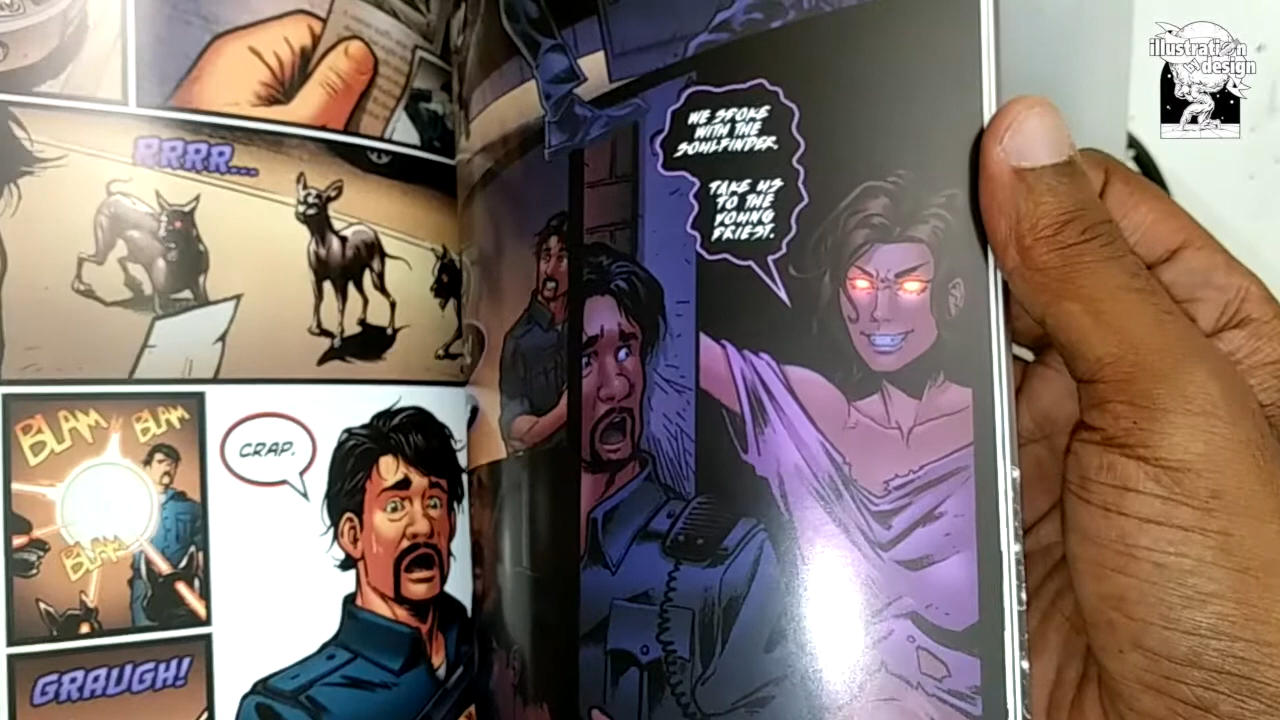 RRRR...
BLAM
BLAM
BLAM
CRAP.
GRAUGH!
WE SPOKE
WITH THE
SOULFINDER
TAKE US
TO THE
YOUNG
PRIEST.
illustration
design